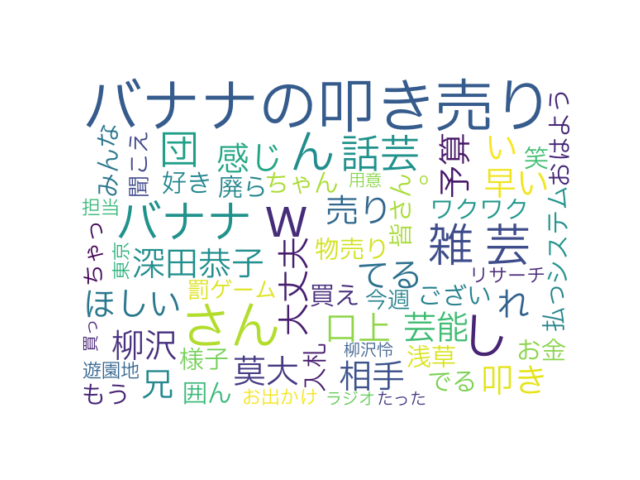 バナナの叩き売り
みんな
聞こえ
団
感じ
ん
話芸
予算
い
笑
おはよう
好き
廃ら
ちゃん
用意
。
早い
担当
バナナ
w
売り
皆さん
ワクワク
雑
芸
ちゃっ
東京
深田恭子
大丈夫
物売り
てる
リサーチ
払っ
システム
ほしい
罰ゲーム
買え
今週
ござい
れ
さん
口上
芸能
し
買っ
柳沢
様子
莫大
入札
柳沢怜
相手
浅草
お金
遊園地
もう
兄
囲ん
お出かけ
ラジオ
たった
でる
叩き